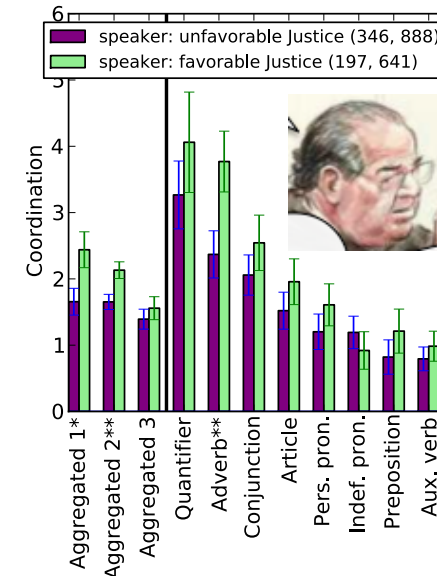 6
speaker: unfavorable Justice (346, 888)
speaker: favorable Justice (197, 641)
5
4
3
2
1
0
Coordination
Aggregated 1*
Aggregated 2**
Aggregated 3
Quantifier
Adverb**
Conjunction
Article
Pers. pron.
Indef. pron.
Preposition
Aux. verb